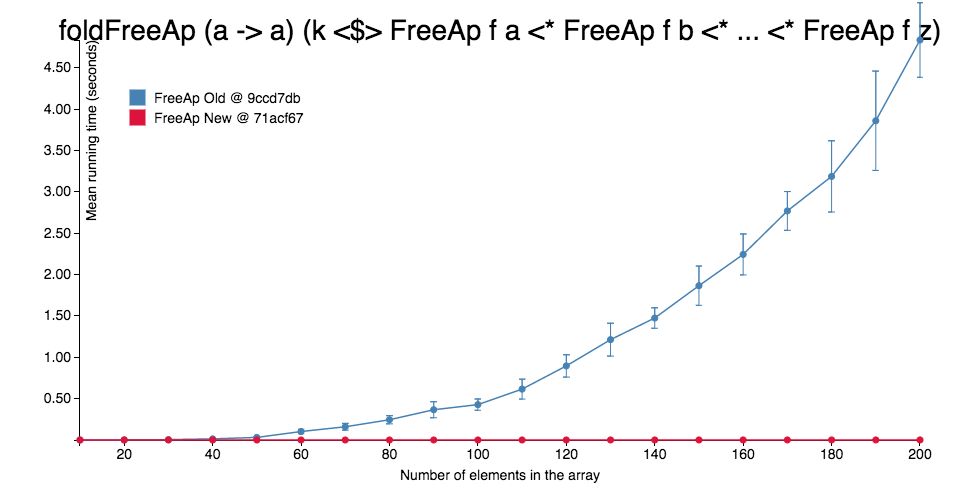 foldFreeAp (a -> a) (k <$> FreeAp f a <* FreeAp f b <* ... <* FreeAp f z)
Mean running time (seconds)
4.50
4.00
3.50
3.00
2.50
2.00
1.50
1.00
0.50
FreeAp Old @ 9ccd7db
FreeAp New @ 71acf67
20 40 60 80 100 120 140 160 180 200
Number of elements in the array